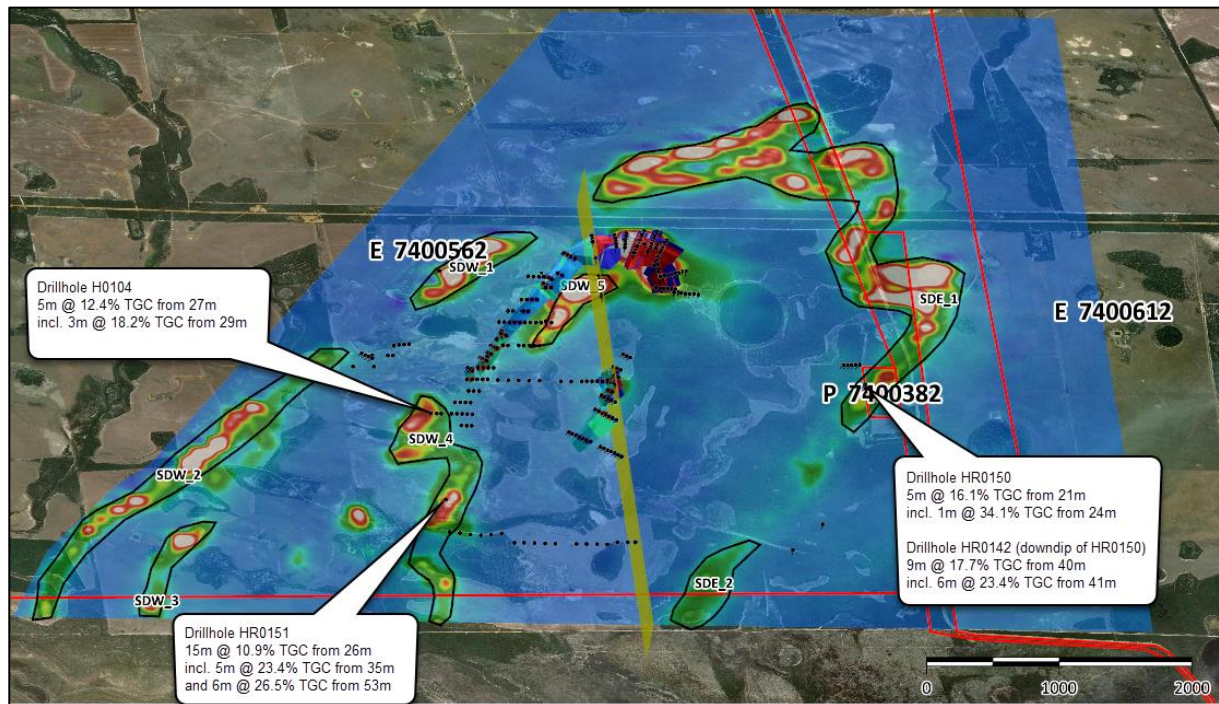 E 7400562
SDW_1
SDW_5
SDE_1
E 7400612
Drillhole H0104
5m @ 12.4% TGC from 27m
incl. 3m @ 18.2% TGC from 29m
P 7400382
SDW_4
SDW_2
Drillhole HR0150
5m @ 16.1% TGC from 21m
incl. 1m @ 34.1% TGC from 24m
Drillhole HR0142 (downdip of HR0150)
9m @ 17.7% TGC from 40m
incl. 6m @ 23.4% TGC from 41m
SDE_2
SDW_3
Drillhole HR0151
15m @ 10.9% TGC from 26m
incl. 5m @ 23.4% TGC from 35m
and 6m @ 26.5% TGC from 53m
0 1000 2000